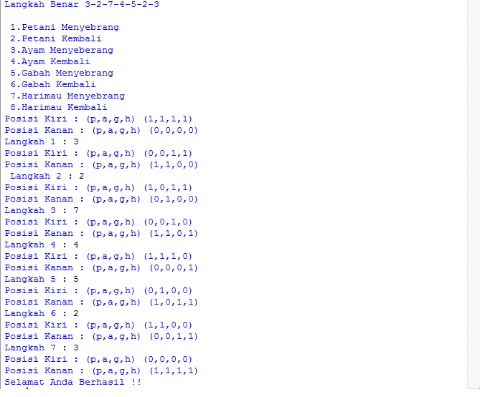 Langkah Benar 3-2-7-4-5-2-3
1.Petani Menyebrang
2.Petani Kembali
3.Ayam Menyeberang
4.Ayam Kembali
5.Gabah Menyebrang
6.Gabah Kembali
7.Harimau Menyebrang
8.Harimau Kembali
Posisi Kiri : (p,a,g,h) (1,1,1,1)
Posisi Kanan : (p,a,g,h) (0,0,0,0)
Langkah 1 : 3
Posisi Kiri : (p,a,g,h) (0,0,1,1)
Posisi Kanan : (p,a,g,h) (1,1,0,0)
Langkah 2 : 2
Posisi Kiri : (p,a,g,h) (1,0,1,1)
Posisi Kanan : (p,a,g,h) (0,1,0,0)
Langkah 3 : 7
Posisi Kiri : (p,a,g,h) (0,0,1,0)
Posisi Kanan : (p,a,g,h) (1,1,0,1)
Langkah 4 : 4
Posisi Kiri : (p,a,g,h) (1,1,1,0)
Posisi Kanan : (p,a,g,h) (0,0,0,1)
Langkah 5 : 5
Posisi Kiri : (p,a,g,h) (0,1,0,0)
Posisi Kanan : (p,a,g,h) (1,0,1,1)
Langkah 6 : 2
Posisi Kiri : (p,a,g,h) (1,1,0,0)
Posisi Kanan : (p,a,g,h) (0,0,1,1)
Langkah 7 : 3
Posisi Kiri : (p,a,g,h) (0,0,0,0)
Posisi Kanan : (p,a,g,h) (1,1,1,1)
Selamat Anda Berhasil !!